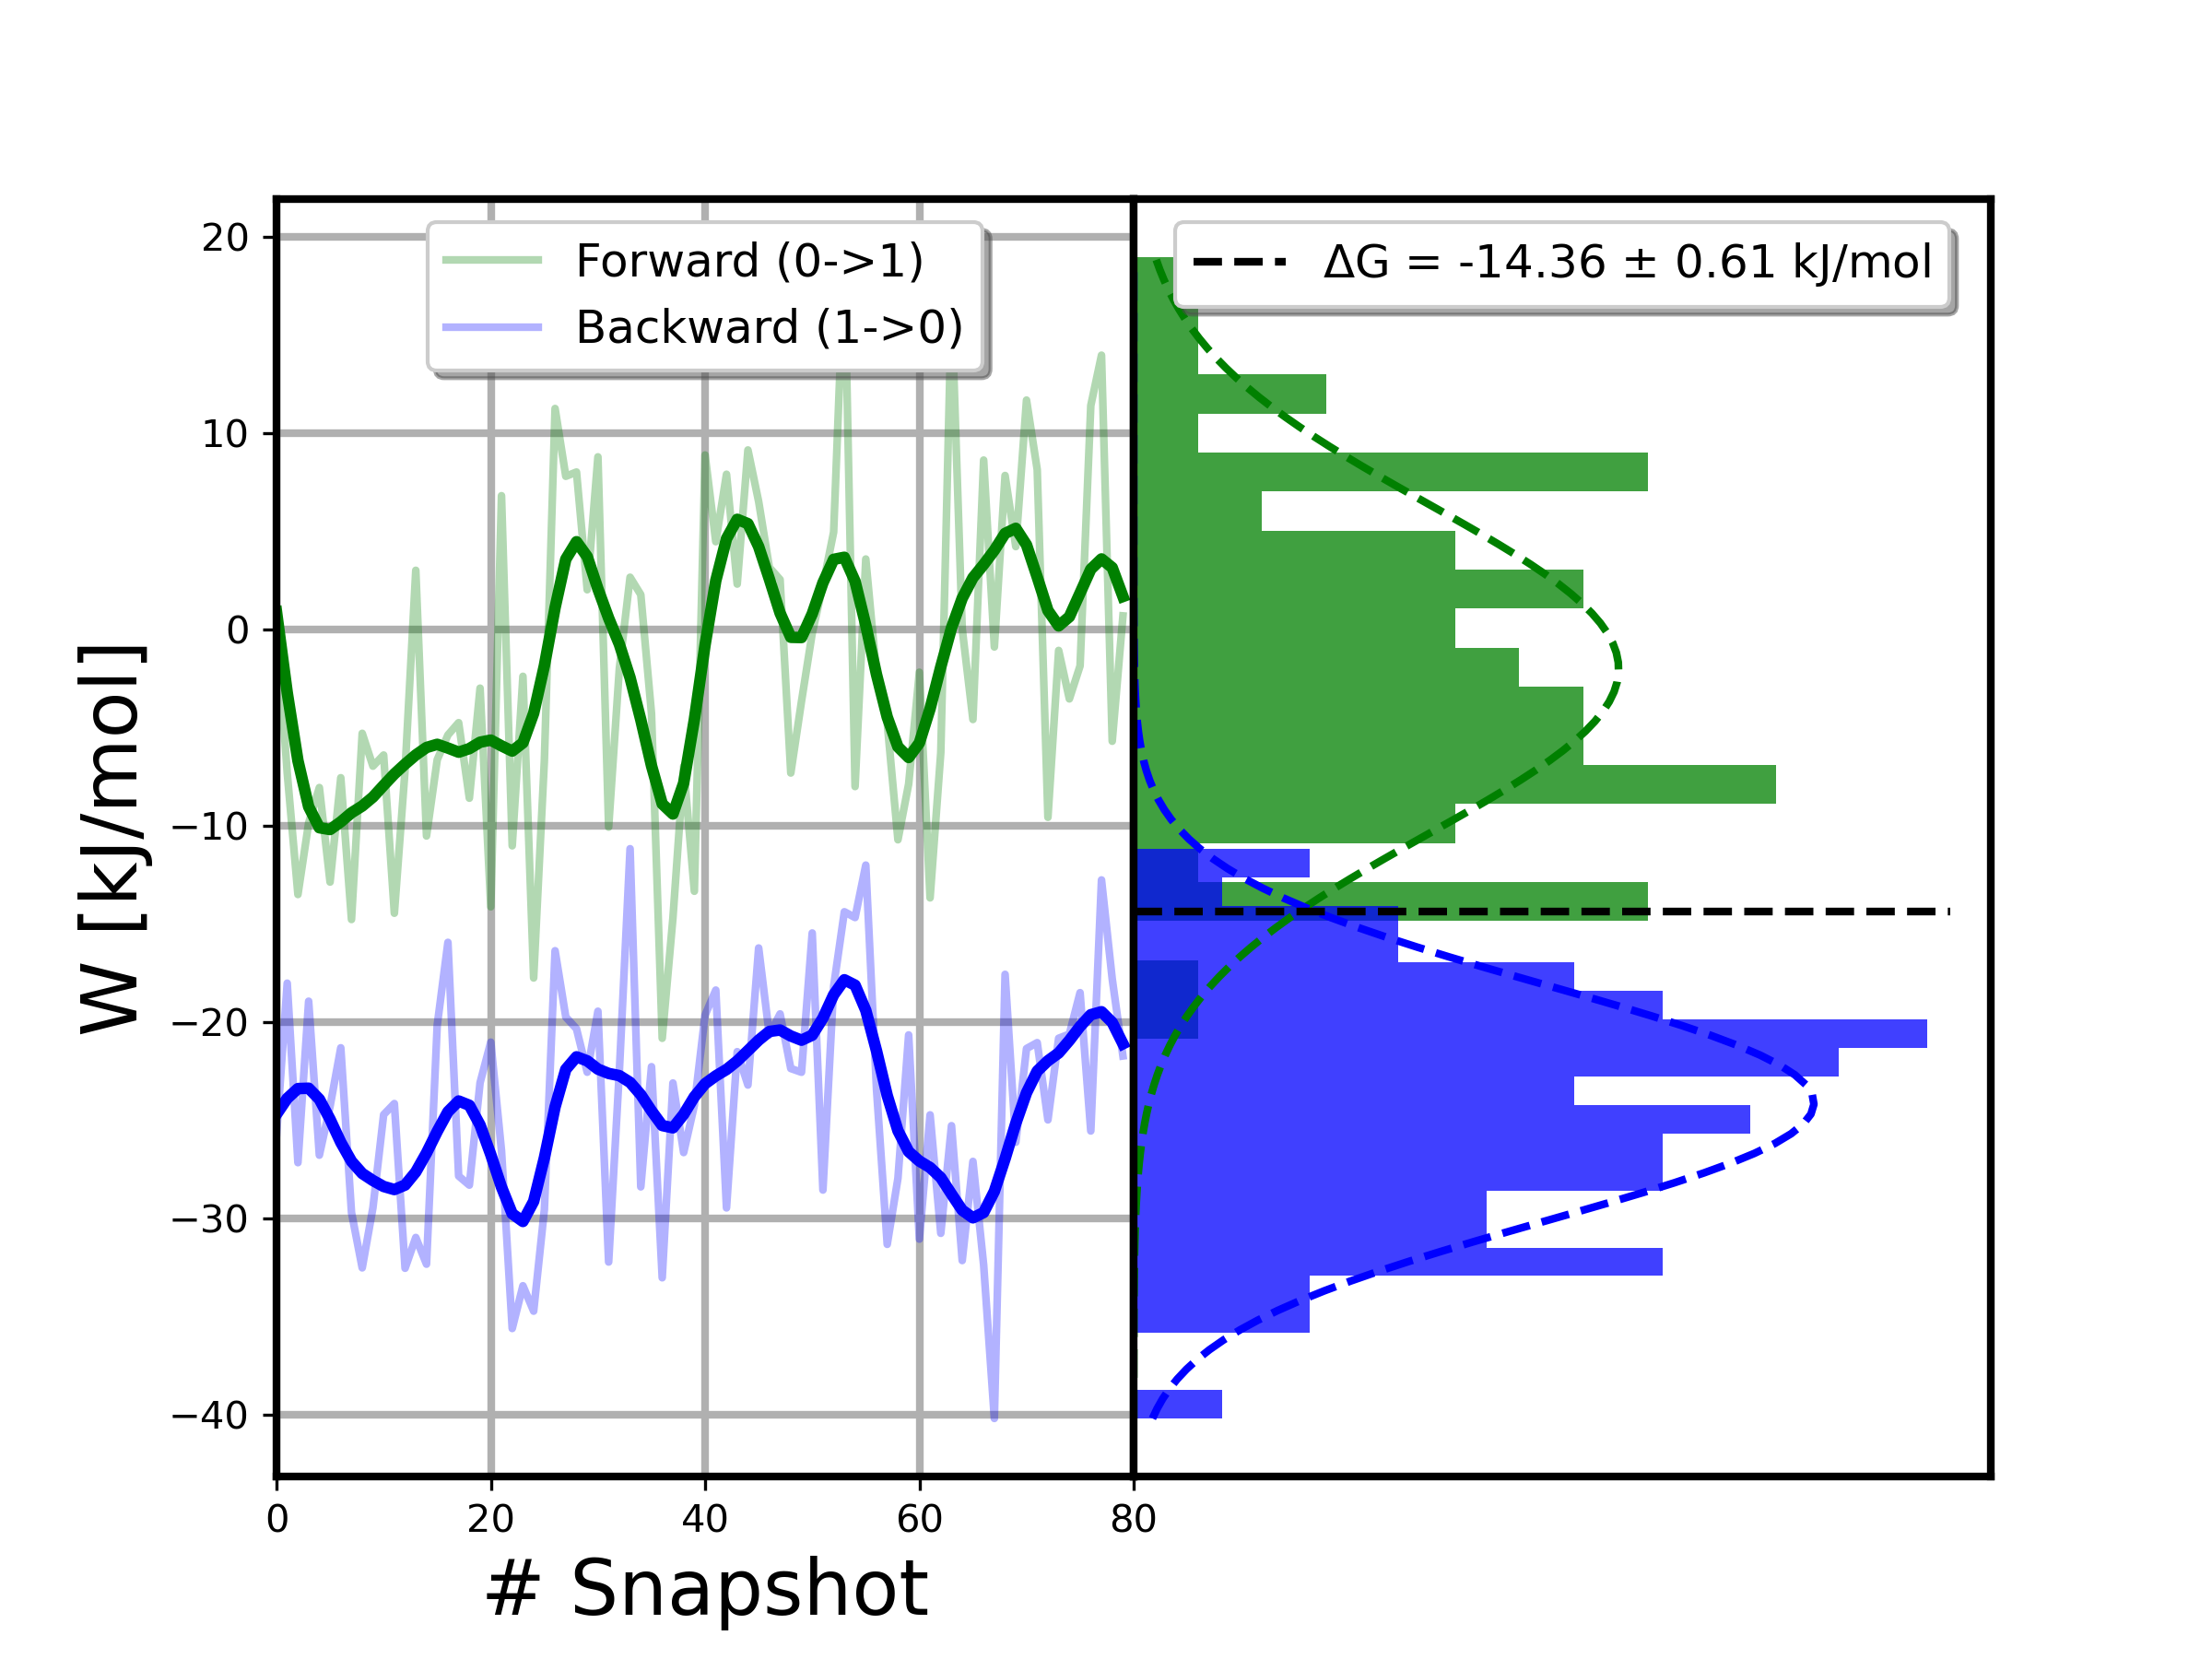 Forward (0->1)
Backward (1->0)
ΔG = -14.36 ± 0.61 kJ/mol
20
10
0
−10
−20
−30
−40
W [kJ/mol]
0 20 40 60 80
# Snapshot